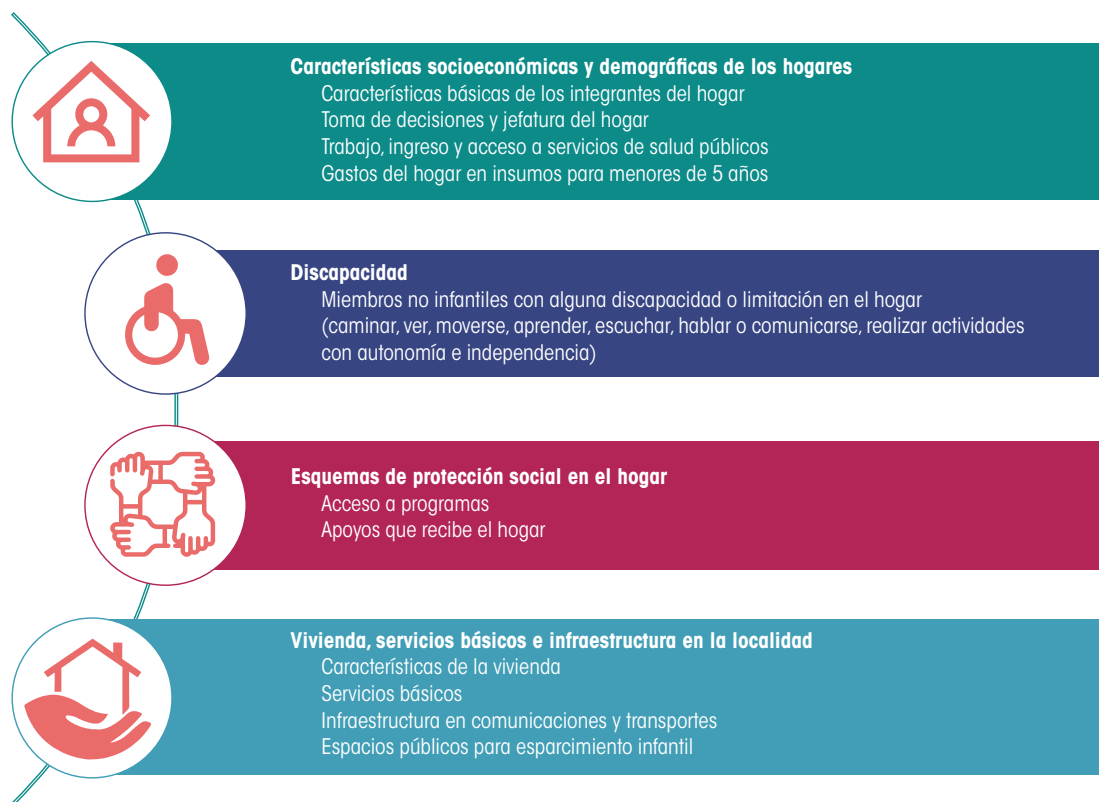 Características socioeconómicas y demográficas de los hogares
Características básicas de los integrantes del hogar
Toma de decisiones y jefatura del hogar
Trabajo, ingreso y acceso a servicios de salud públicos
Gastos del hogar en insumos para menores de 5 años
Discapacidad
Miembros no infantiles con alguna discapacidad o limitación en el hogar
(caminar, ver, moverse, aprender, escuchar, hablar o comunicarse, realizar actividades
con autonomía e independencia)
Esquemas de protección social en el hogar
Acceso a programas
Apoyos que recibe el hogar
Vivienda, servicios básicos e infraestructura en la localidad
Características de la vivienda
Servicios básicos
Infraestructura en comunicaciones y transportes
Espacios públicos para esparcimiento infantil